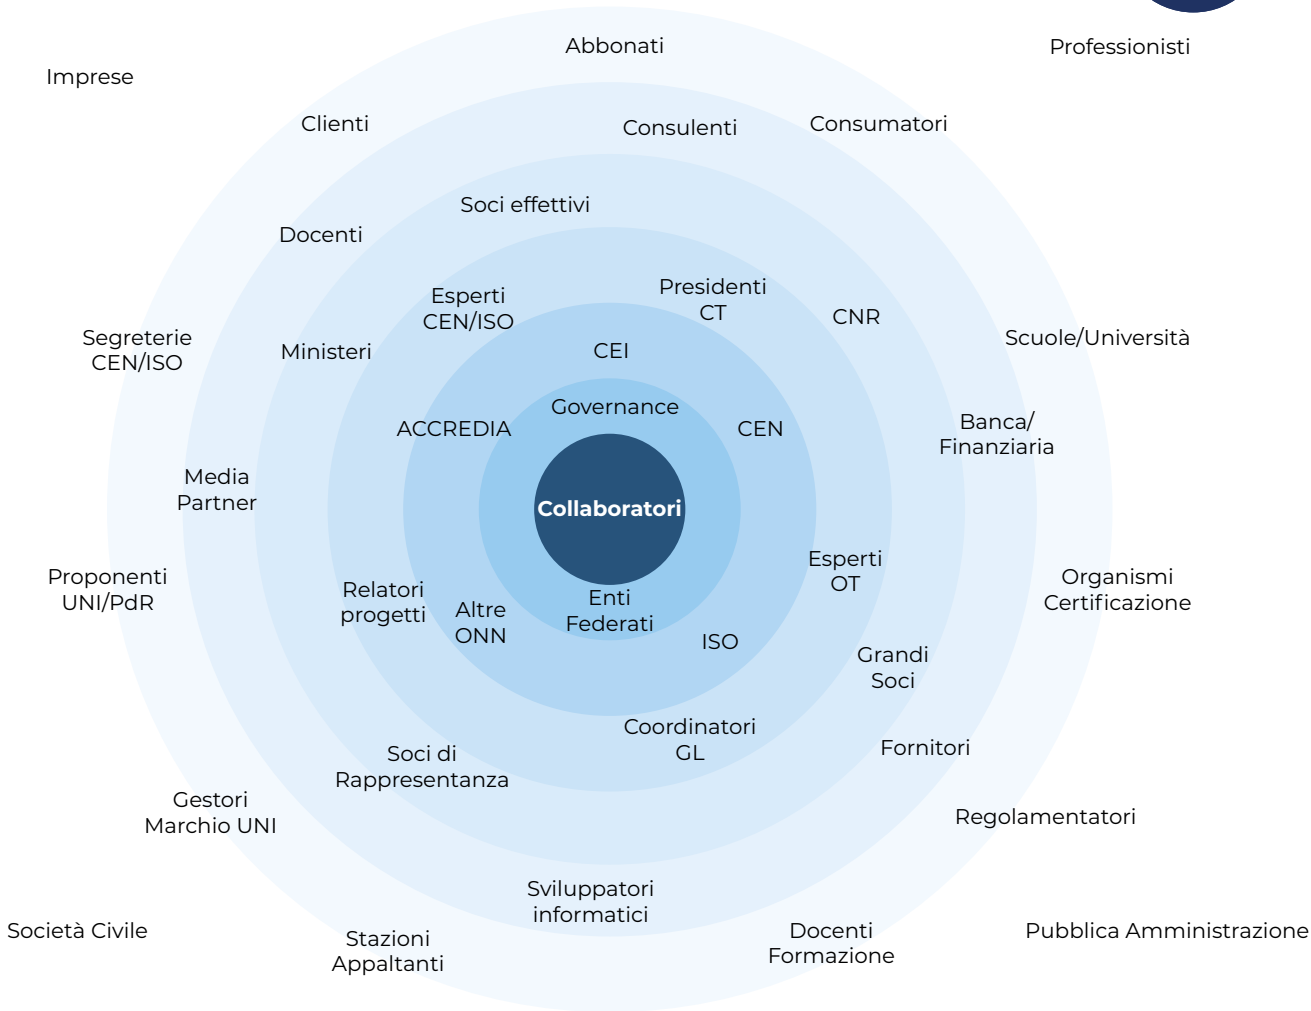 Abbonati
Professionisti
Imprese
Clienti
Consulenti
Consumatori
Soci effettivi
Docenti
Esperti
CEN/ISO
Presidenti
CT
CNR
Segreterie
CEN/ISO
Ministeri
CEI
Scuole/Università
Governance
ACCREDIA
CEN
Banca/
Finanziaria
Media
Partner
Collaboratori
Proponenti
UNI/PdR
Relatori
progetti
Altre
ONN
Enti
Federati
ISO
Esperti
OT
Organismi
Certificazione
Grandi
Soci
Coordinatori
GL
Fornitori
Soci di
Rappresentanza
Gestori
Marchio UNI
Regolamentatori
Sviluppatori
informatici
Società Civile
Stazioni
Appaltanti
Docenti
Formazione
Pubblica Amministrazione